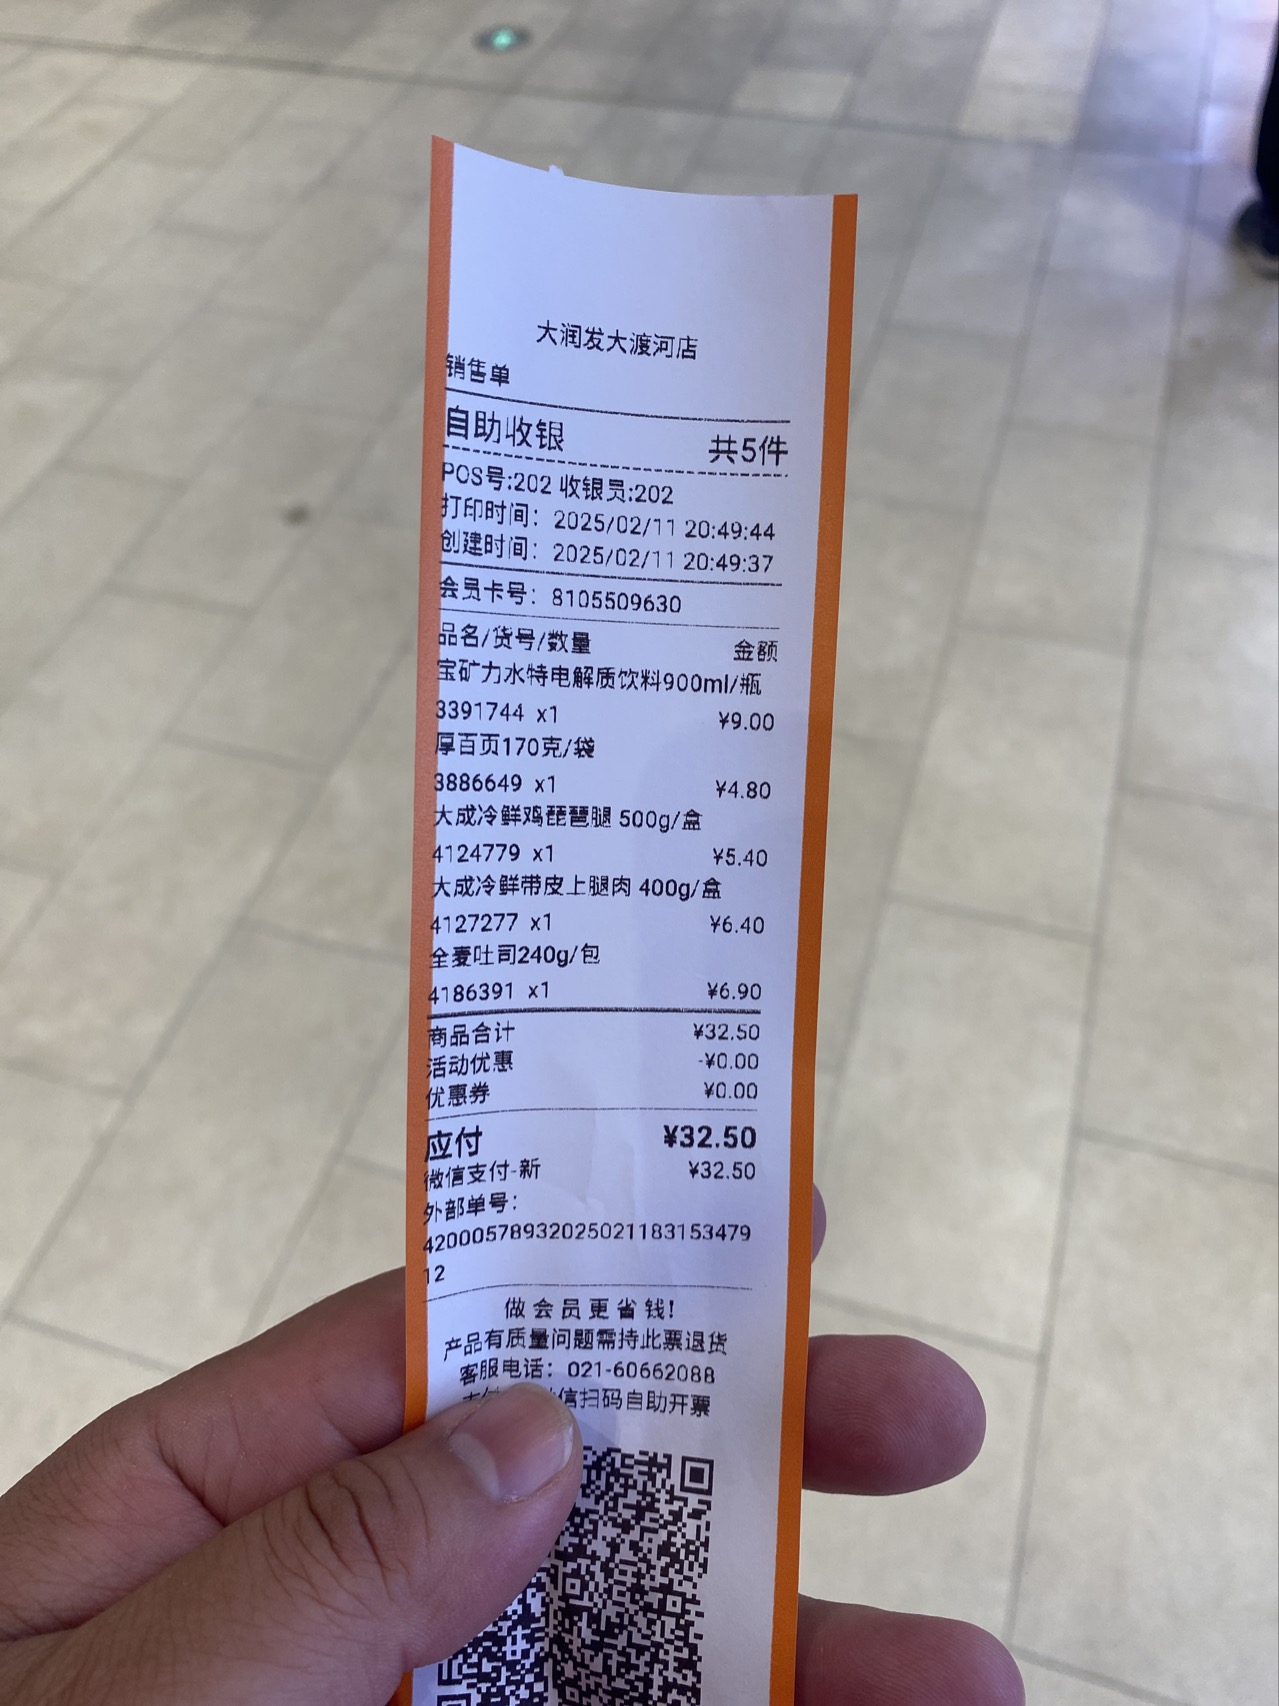 大润发大渡河店
销售单
自助收银 共5件
POS号:202 收银员:202
打印时间：2025/02/11 20:49:44
创建时间：2025/02/11 20:49:37
会员卡号：8105509630
品名/货号/数量 金额
宝矿力水特电解质饮料900ml/瓶
3391744 x1 ¥9.00
厚百页170克/袋
3886649 x1 ¥4.80
大成冷鲜鸡琵琶腿 500g/盒
4124779 x1 ¥5.40
大成冷鲜带皮上腿肉 400g/盒
4127277 x1 ¥6.40
全麦吐司240g/包
4186391 x1 ¥6.90
商品合计 ¥32.50
活动优惠 -¥0.00
优惠券 ¥0.00
应付 ¥32.50
微信支付-新 ¥32.50
外部单号：
42000578932025021183153479
12
做会员更省钱!
产品有质量问题需持此票退货
客服电话：021-60662088
信扫码自助开票